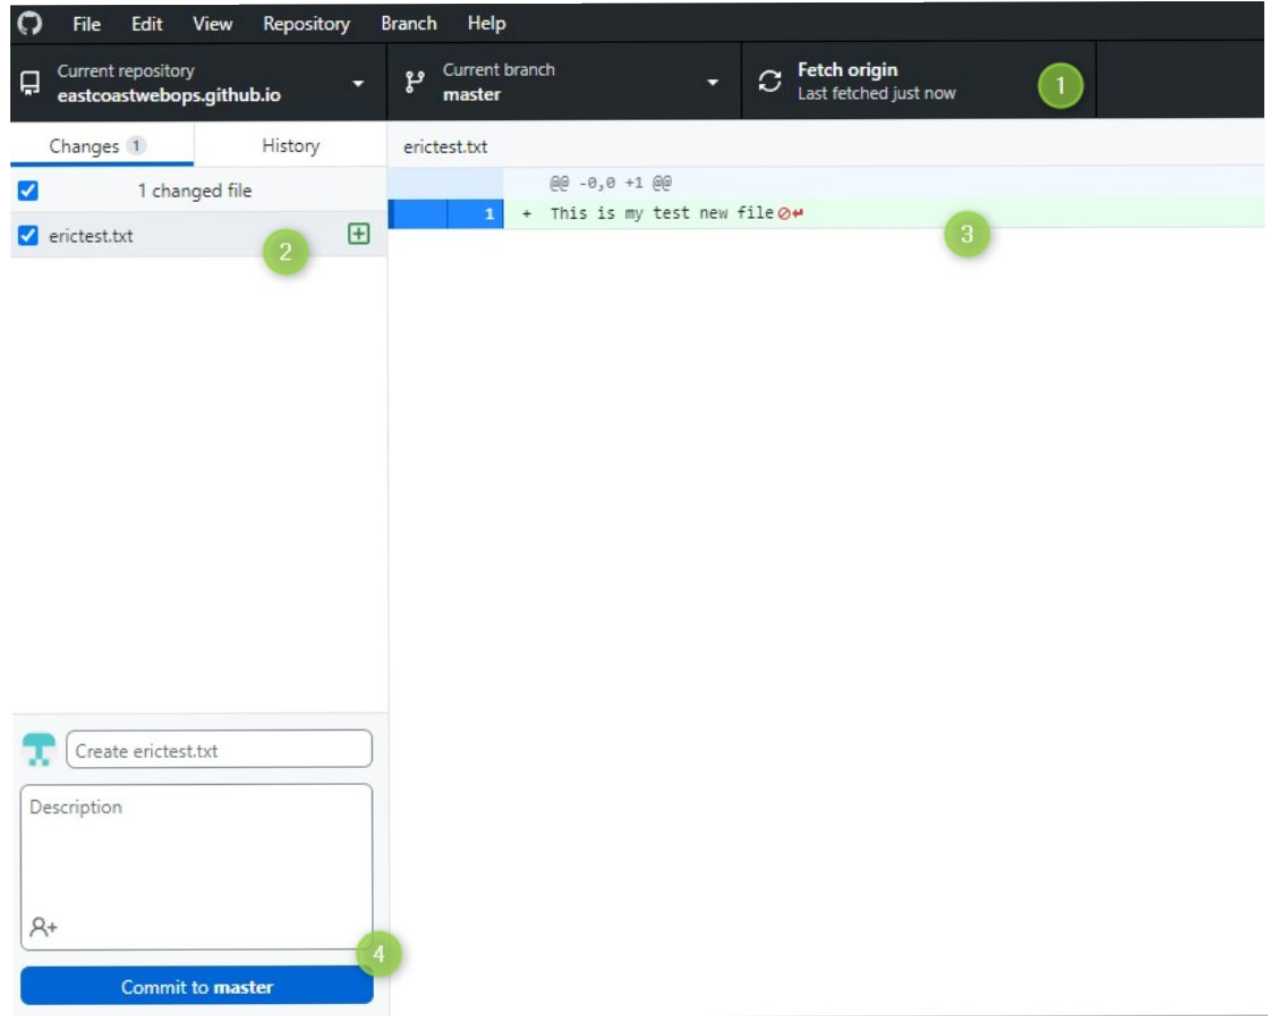 File Edit View Repository Branch Help
Current repository
eastcoastwebops.github.io
Current branch
master
Fetch origin
Last fetched just now
1
Changes 1
History
erictest.txt
1 changed file
@@ -0,0 +1 @@
1 + This is my test new file
3
erictest.txt
2
Create erictest.txt
Description
4
Commit to master